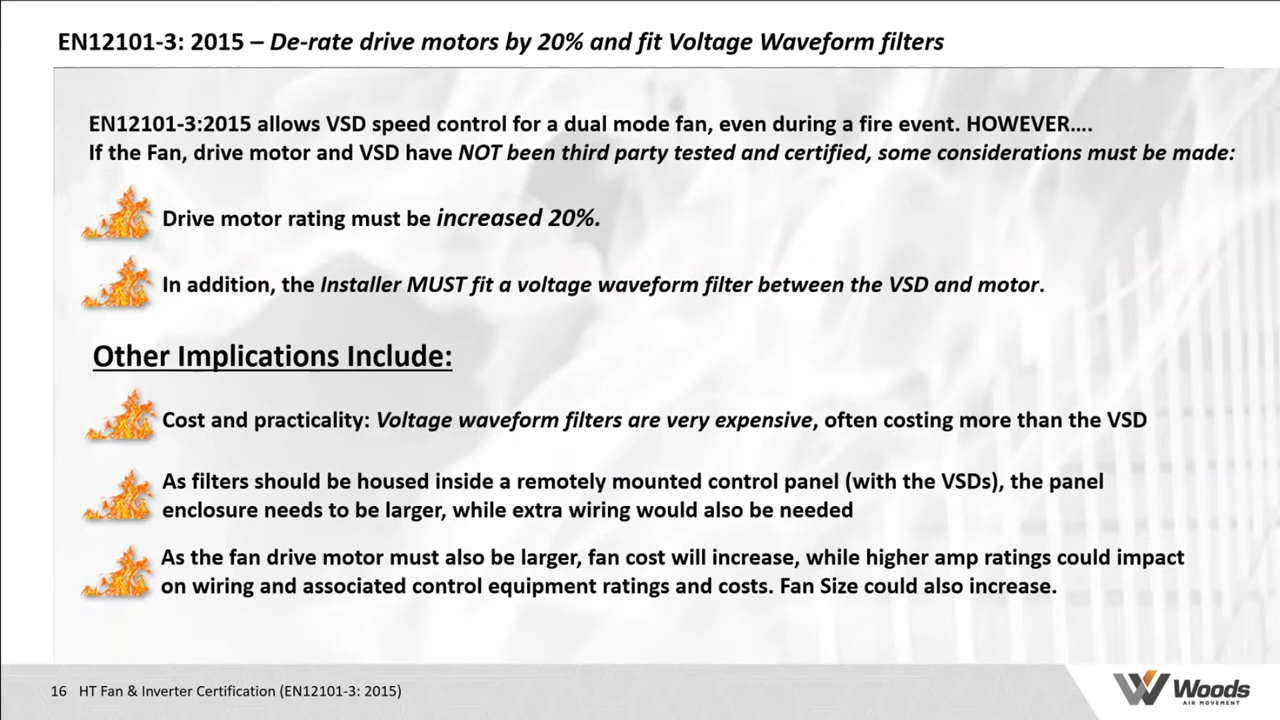 EN12101-3: 2015 – De-rate drive motors by 20% and fit Voltage Waveform filters
EN12101-3:2015 allows VSD speed control for a dual mode fan, even during a fire event. HOWEVER….
If the Fan, drive motor and VSD have NOT been third party tested and certified, some considerations must be made:
Drive motor rating must be increased 20%.
In addition, the Installer MUST fit a voltage waveform filter between the VSD and motor.
Other Implications Include:
Cost and practicality: Voltage waveform filters are very expensive, often costing more than the VSD
As filters should be housed inside a remotely mounted control panel (with the VSDs), the panel
enclosure needs to be larger, while extra wiring would also be needed
As the fan drive motor must also be larger, fan cost will increase, while higher amp ratings could impact
on wiring and associated control equipment ratings and costs. Fan Size could also increase.
16 HT Fan & Inverter Certification (EN12101-3: 2015)
Woods
AIR MOVEMENT